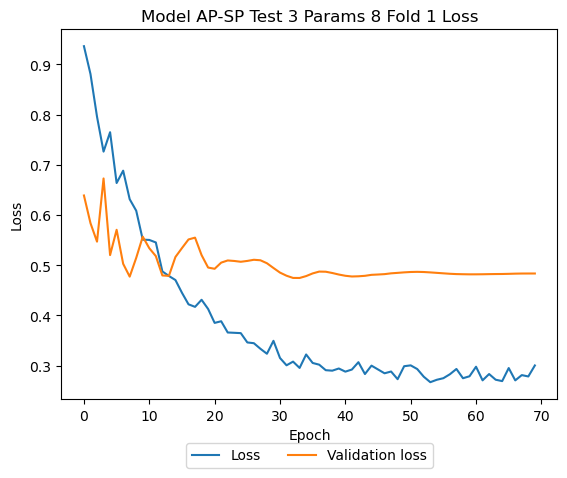 Model AP-SP Test 3 Params 8 Fold 1 Loss
0.9
0.8
0.7
0.6
0.5
0.4
0.3
Loss
0 10 20 30 40 50 60 70
Epoch
Loss Validation loss